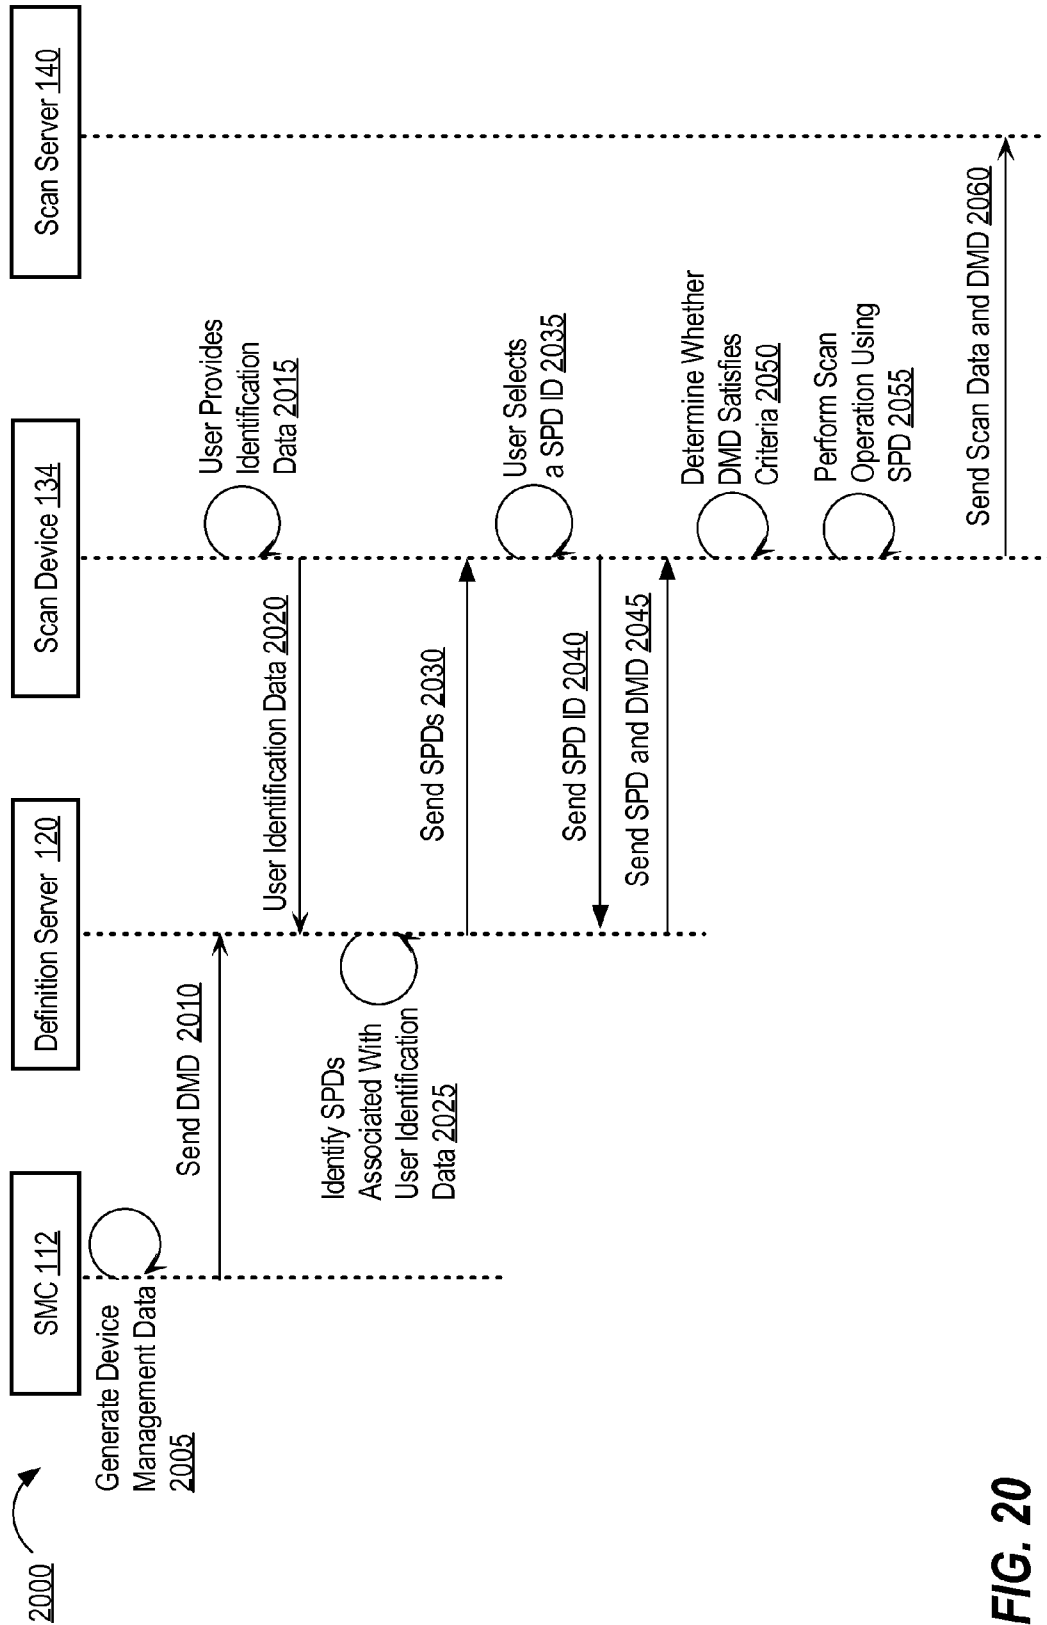 2000
SMC 112
Definition Server 120
Scan Device 134
Scan Server 140
Generate Device
Management Data
2005
Send DMD 2010
User Provides
Identification
Data 2015
User Identification Data 2020
Identify SPDs
Associated With
User Identification
Data 2025
Send SPDs 2030
User Selects
a SPD ID 2035
Send SPD ID 2040
Send SPD and DMD 2045
Determine Whether
DMD Satisfies
Criteria 2050
Perform Scan
Operation Using
SPD 2055
Send Scan Data and DMD 2060
FIG. 20